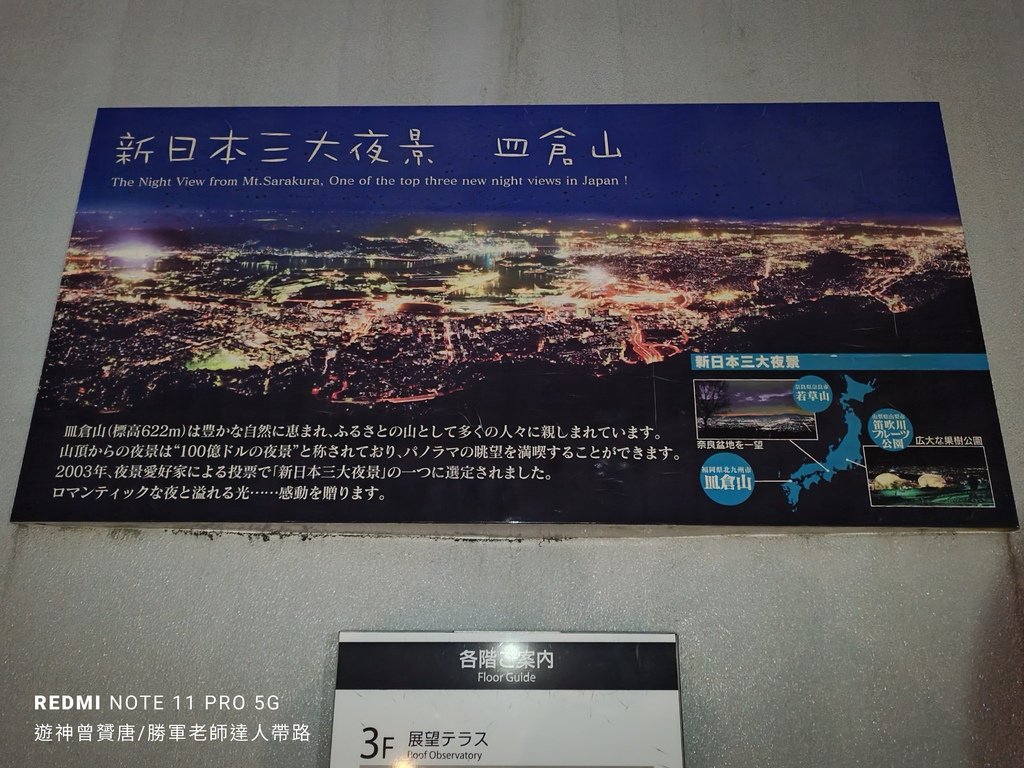 新日本三大夜景 皿倉山
The Night View from Mt.Sarakura, One of the top three new night views in Japan !
皿倉山(標高622m)は豊かな自然に恵まれ、ふるさとの山として多くの人々に親しまれています。
山頂からの夜景は“100億ドルの夜景”と称されており、パノラマの眺望を満喫することができます。
2003年、夜景愛好家による投票で「新日本三大夜景」の一つに選定されました。
ロマンティックな夜と溢れる光……感動を贈ります。
新日本三大夜景
奈良県奈良市
若草山
奈良盆地を一望
山梨県山梨市
笛吹川
フルーツ
公園
広大な果樹公園
福岡県北九州市
皿倉山
各階ご案内
Floor Guide
3F 展望テラス
Roof Observatory
REDMI NOTE 11 PRO 5G
遊神曾贇唐/勝軍老師達人帶路